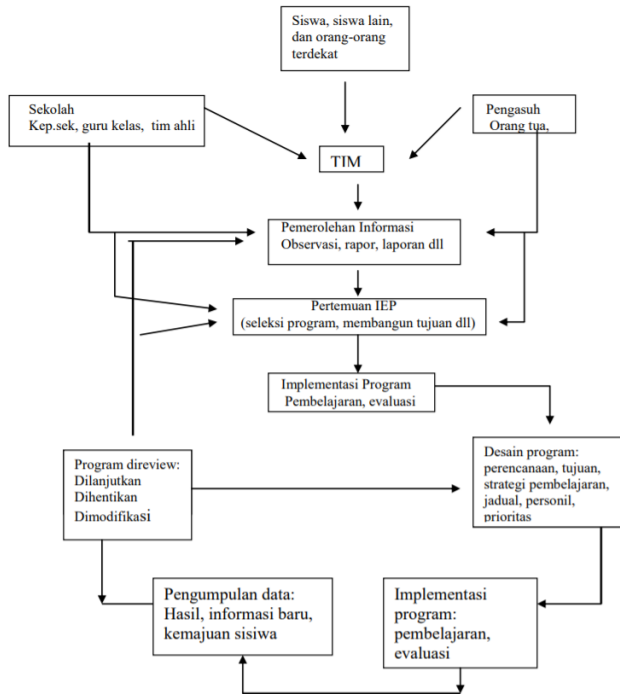 Siswa, siswa lain,
dan orang-orang
terdekat
Sekolah
Kep.sek, guru kelas, tim ahli
Pengasuh
Orang tua,
TIM
Pemerolehan Informasi
Observasi, rapor, laporan dll
Pertemuan IEP
(seleksi program, membangun tujuan dll)
Implementasi Program
Pembelajaran, evaluasi
Program direview:
Dilanjutkan
Dihentikan
Dimodifikasi
Desain program:
perencanaan, tujuan,
strategi pembelajaran,
jadual, personil,
prioritas
Pengumpulan data:
Hasil, informasi baru,
kemajuan sisiwa
Implementasi
program:
pembelajaran,
evaluasi